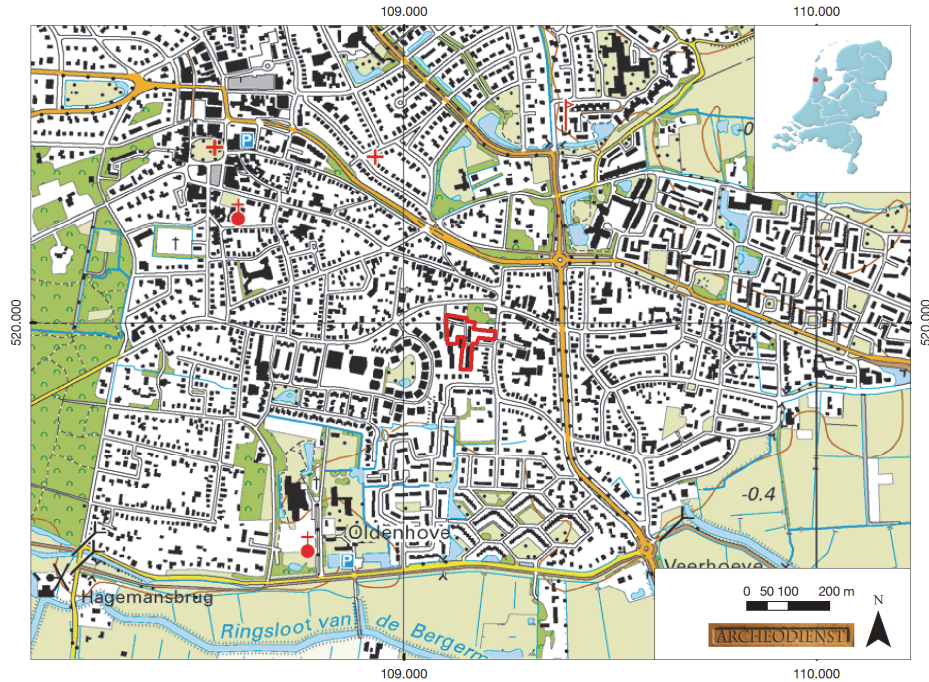 109.000
110.000
P
-0
520.000
520.000
-0.4
Oldenhove
P
Veerhoeve
Hagemansbrug
Ringsloot van de Bergerm
0 50 100 200 m
N
ARCHEODIENST
109.000
110.000